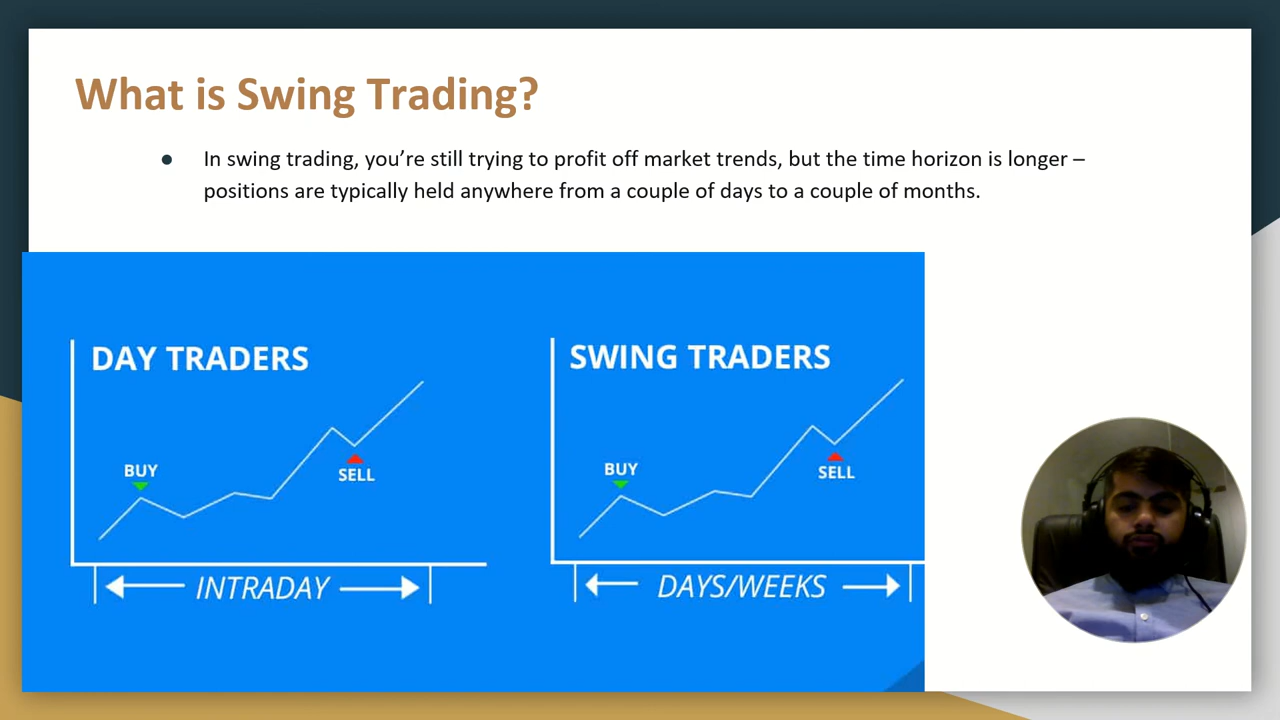 What is Swing Trading?
● In swing trading, you’re still trying to profit off market trends, but the time horizon is longer –
positions are typically held anywhere from a couple of days to a couple of months.
DAY TRADERS
BUY
SELL
INTRADAY
SWING TRADERS
BUY
SELL
DAYS/WEEKS